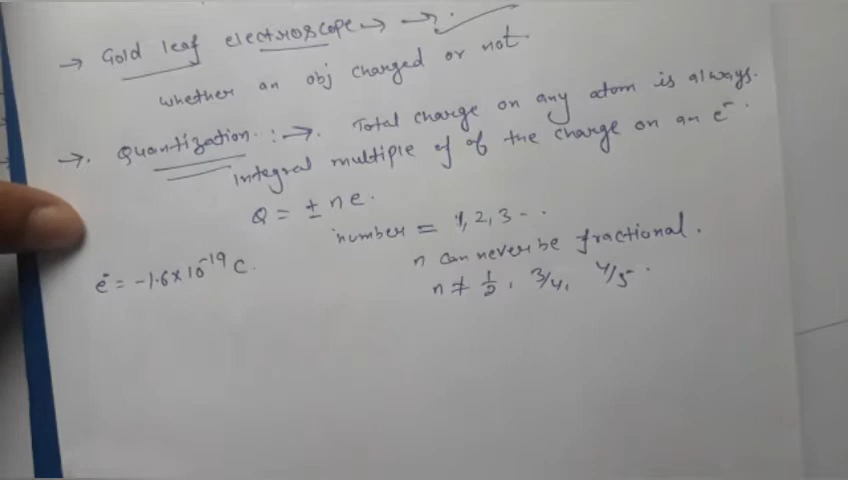 → Gold leaf electroscope → →.
whether an obj charged or not.
→. Quantization :→. Total charge on any atom is always.
integral multiple of of the charge on an e⁻.
Q = ± ne.
number = 1, 2, 3 - - .
n can never be fractional.
e⁻ = -1.6×10⁻¹⁹ C.
n ≠ 1/2, 3/4, 4/5.